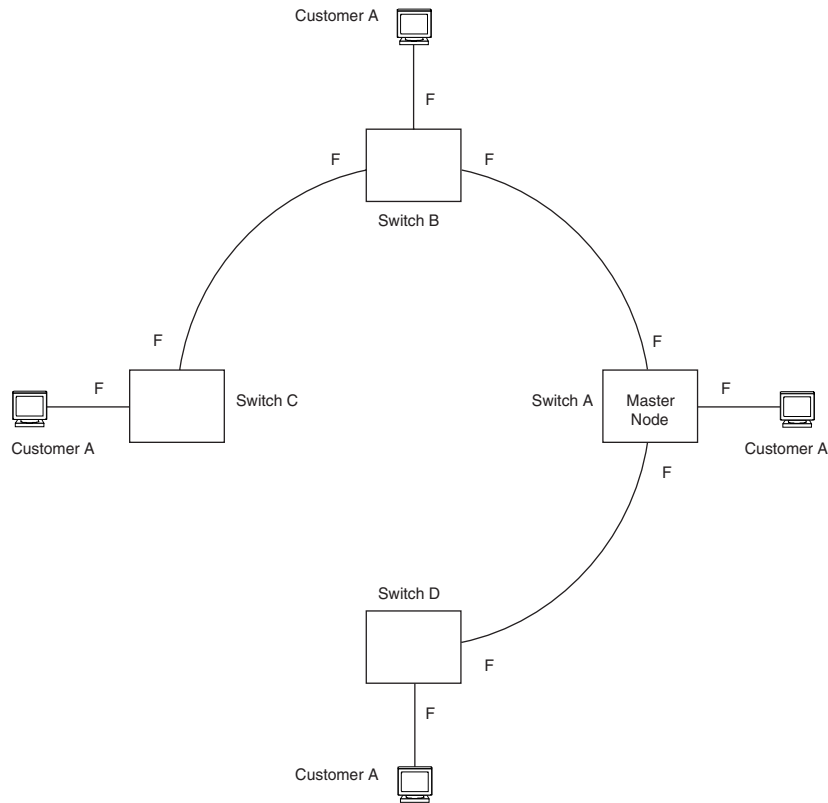 Customer A
F
F
F
Switch B
F
F
F
F
Switch C
Switch A
Master
Node
Customer A
Customer A
F
Switch D
F
F
Customer A